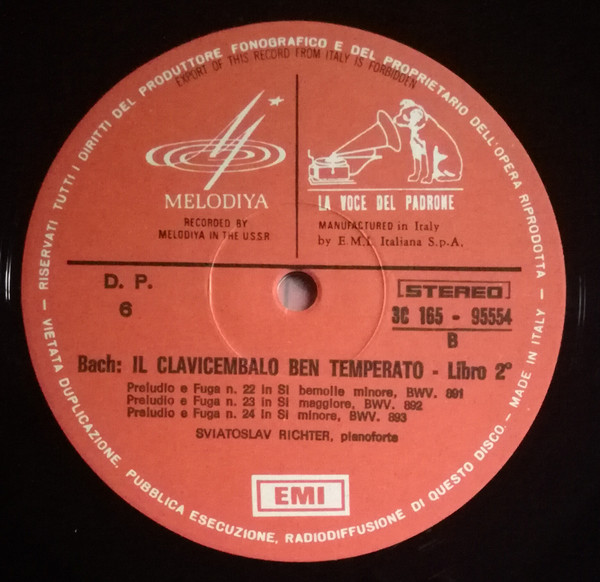 RISERVATI TUTTI I DIRITTI DEL PRODUTTORE FONOGRAFICO E DEL PROPRIETARIO DELL'OPERA RIPRODOTTA —
EXPORT OF THIS RECORD FROM ITALY IS FORBIDDEN
MELODIYA
RECORDED BY
MELODIYA IN THE U.S.S.R.
LA VOCE DEL PADRONE
MANUFACTURED in Italy
by E.M.I. Italiana S.p.A.
D. P.
6
STEREO
3C 165 - 95554
B
Bach: IL CLAVICEMBALO BEN TEMPERATO - Libro 2°
Preludio e Fuga n. 22 in Si bemolle minore, BWV. 891
Preludio e Fuga n. 23 in Si maggiore, BWV. 892
Preludio e Fuga n. 24 in Si minore, BWV. 893
SVIATOSLAV RICHTER, pianoforte
EMI
VIETATA DUPLICAZIONE, PUBBLICA ESECUZIONE, RADIODIFFUSIONE DI QUESTO DISCO. — MADE IN ITALY —